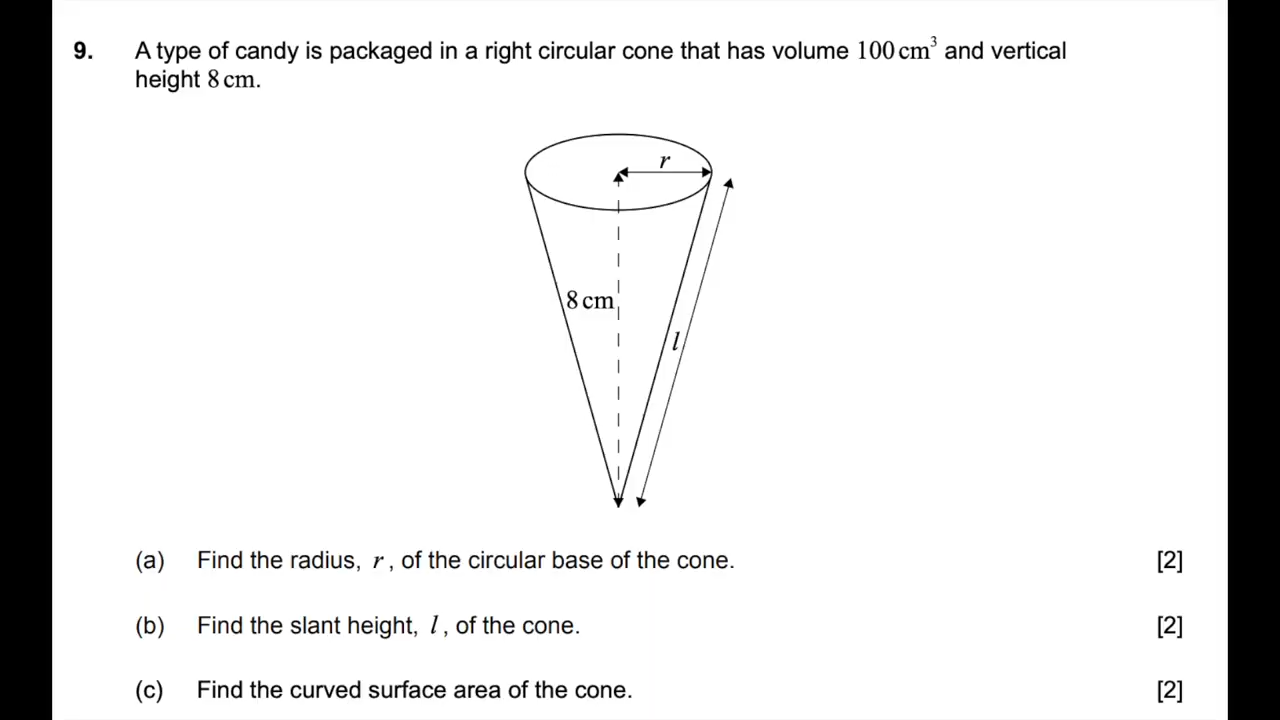 9. A type of candy is packaged in a right circular cone that has volume 100 cm³ and vertical
height 8 cm.
r
8 cm
l
(a) Find the radius, r, of the circular base of the cone. [2]
(b) Find the slant height, l, of the cone. [2]
(c) Find the curved surface area of the cone. [2]